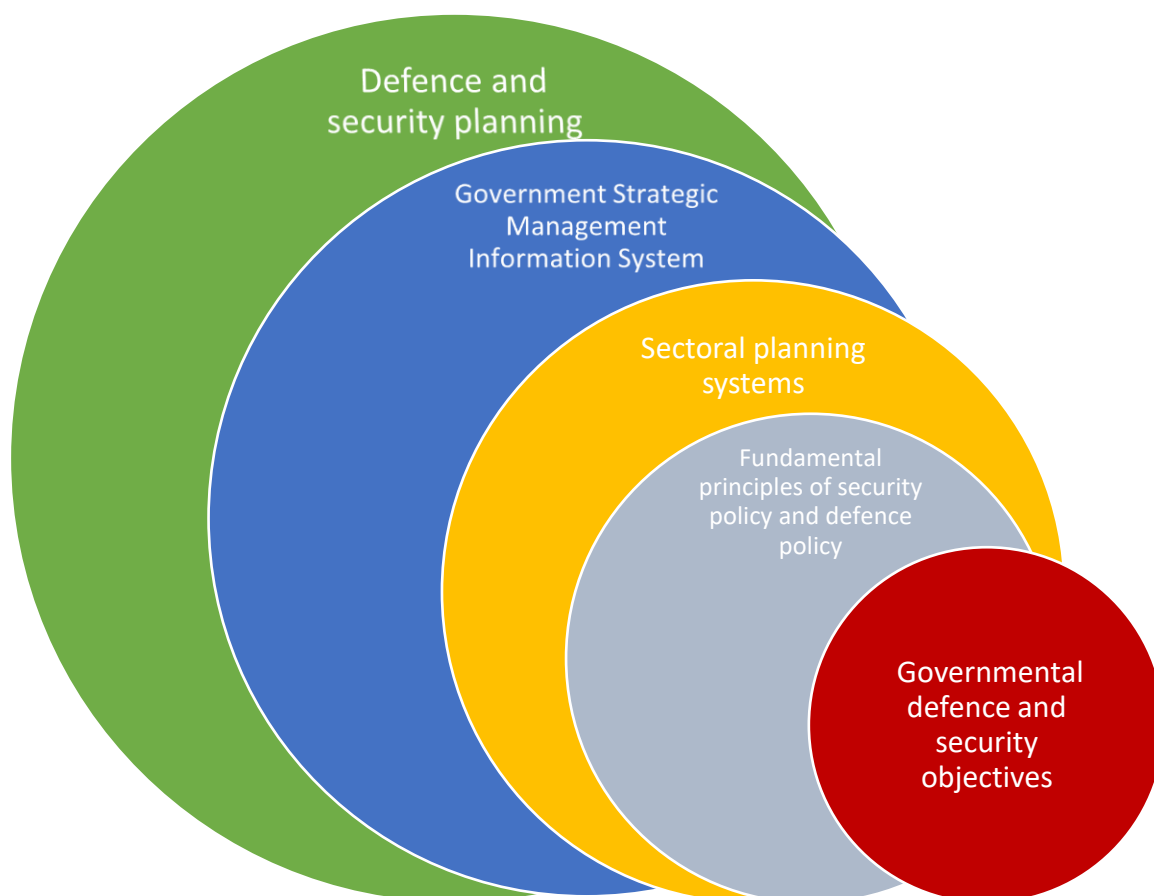 Defence and
security planning
Government Strategic
Management
Information System
Sectoral planning
systems
Fundamental
principles of security
policy and defence
policy
Governmental
defence and
security
objectives